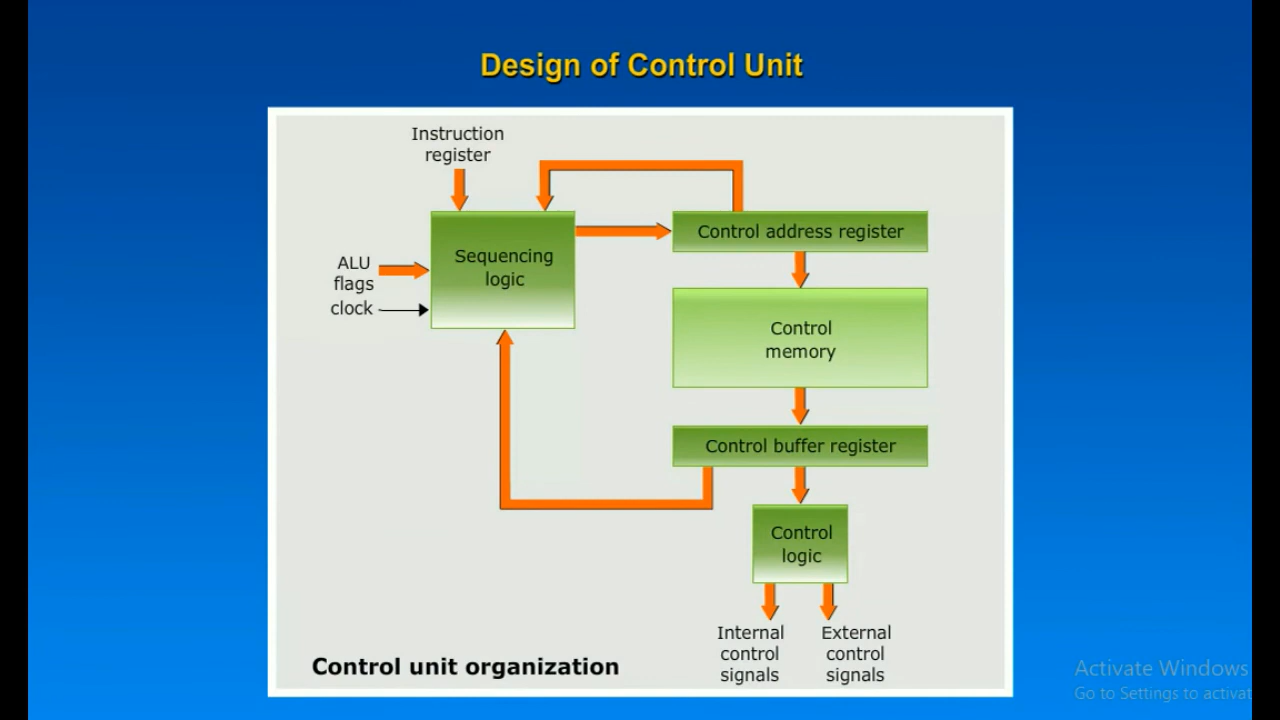 Design of Control Unit
Instruction
register
Control address register
Sequencing
logic
ALU
flags
clock
Control
memory
Control buffer register
Control
logic
Internal
control
signals
External
control
signals
Control unit organization
Activate Windows
Go to Settings to activat